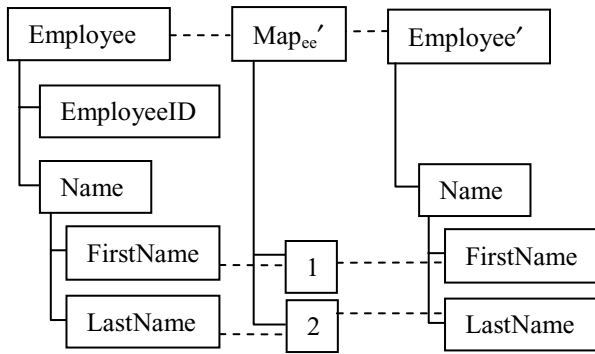 Employee
Map_ee′
Employee′
EmployeeID
Name
Name
FirstName
1
FirstName
LastName
2
LastName